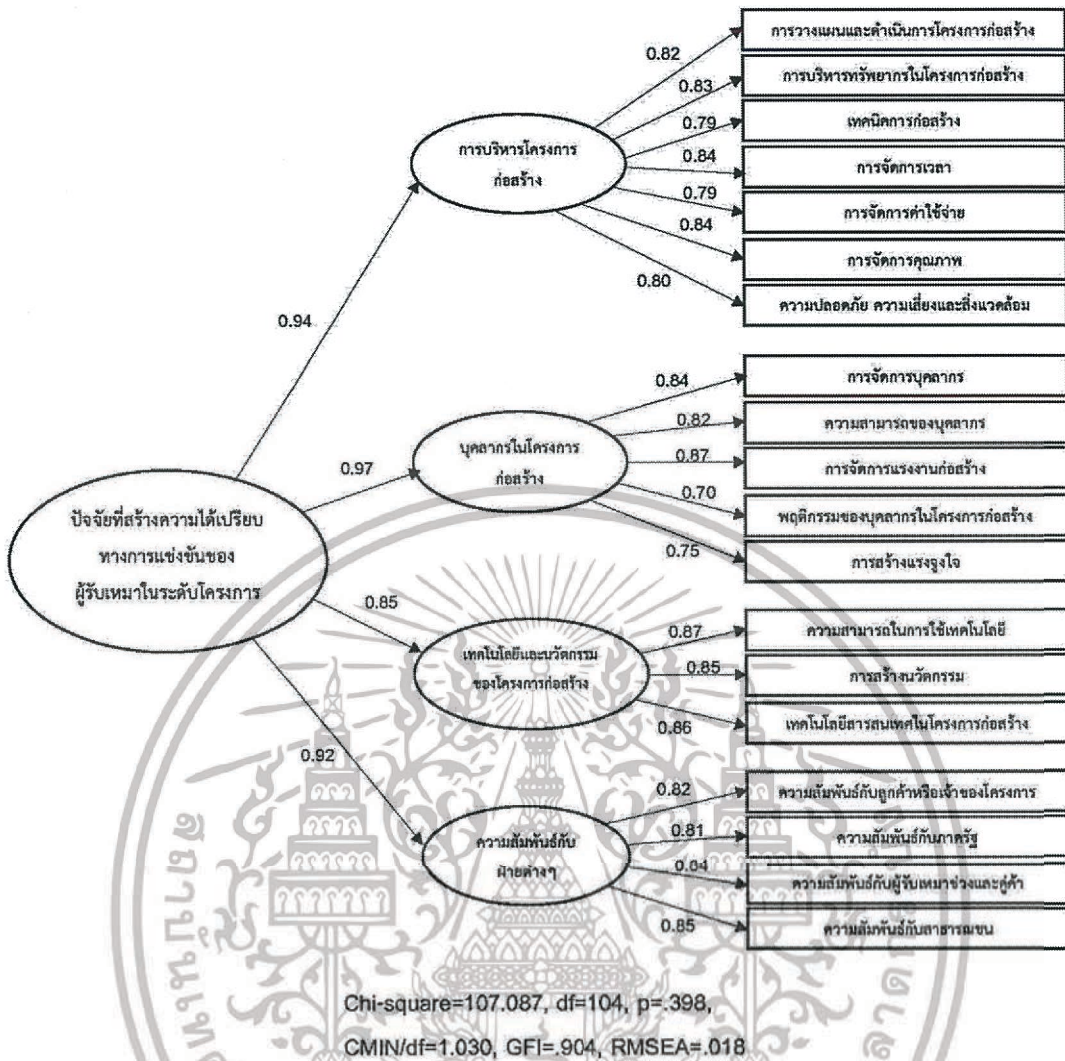 การวางแผนและดำเนินการโครงการก่อสร้าง
0.82
การบริหารทรัพยากรในโครงการก่อสร้าง
0.83
เทคนิคการก่อสร้าง
0.79
การบริหารโครงการ
ก่อสร้าง
0.84
การจัดการเวลา
0.79
การจัดการค่าใช้จ่าย
0.84
การจัดการคุณภาพ
0.80
ความปลอดภัย ความเสี่ยงและสิ่งแวดล้อม
0.94
0.84
การจัดการบุคลากร
0.82
ความสามารถของบุคลากร
บุคลากรในโครงการ
ก่อสร้าง
0.97
0.87
การจัดการแรงงานก่อสร้าง
0.70
พฤติกรรมของบุคลากรในโครงการก่อสร้าง
0.75
การสร้างแรงจูงใจ
ปัจจัยที่สร้างความได้เปรียบ
ทางการแข่งขันของ
ผู้รับเหมาในระดับโครงการ
0.85
0.87
ความสามารถในการใช้เทคโนโลยี
เทคโนโลยีและนวัตกรรม
ของโครงการก่อสร้าง
0.85
การสร้างนวัตกรรม
0.86
เทคโนโลยีสารสนเทศในโครงการก่อสร้าง
0.92
0.82
ความสัมพันธ์กับลูกค้าหรือเจ้าของโครงการ
0.81
ความสัมพันธ์กับภาครัฐ
ความสัมพันธ์กับ
ฝ่ายต่างๆ
ความสัมพันธ์กับผู้รับเหมาช่วงและคู่ค้า
0.85
ความสัมพันธ์กับสาธารณชน
Chi-square=107.087, df=104, p=.398,
CMIN/df=1.030, GFI=.904, RMSEA=.018